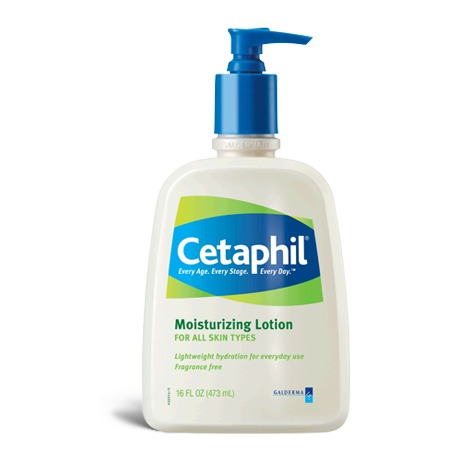 Cetaphil®
Every Age. Every Stage. Every Day.™
Moisturizing Lotion
FOR ALL SKIN TYPES
Lightweight hydration for everyday use
Fragrance free
16 FL OZ (473 mL)
GALDERMA